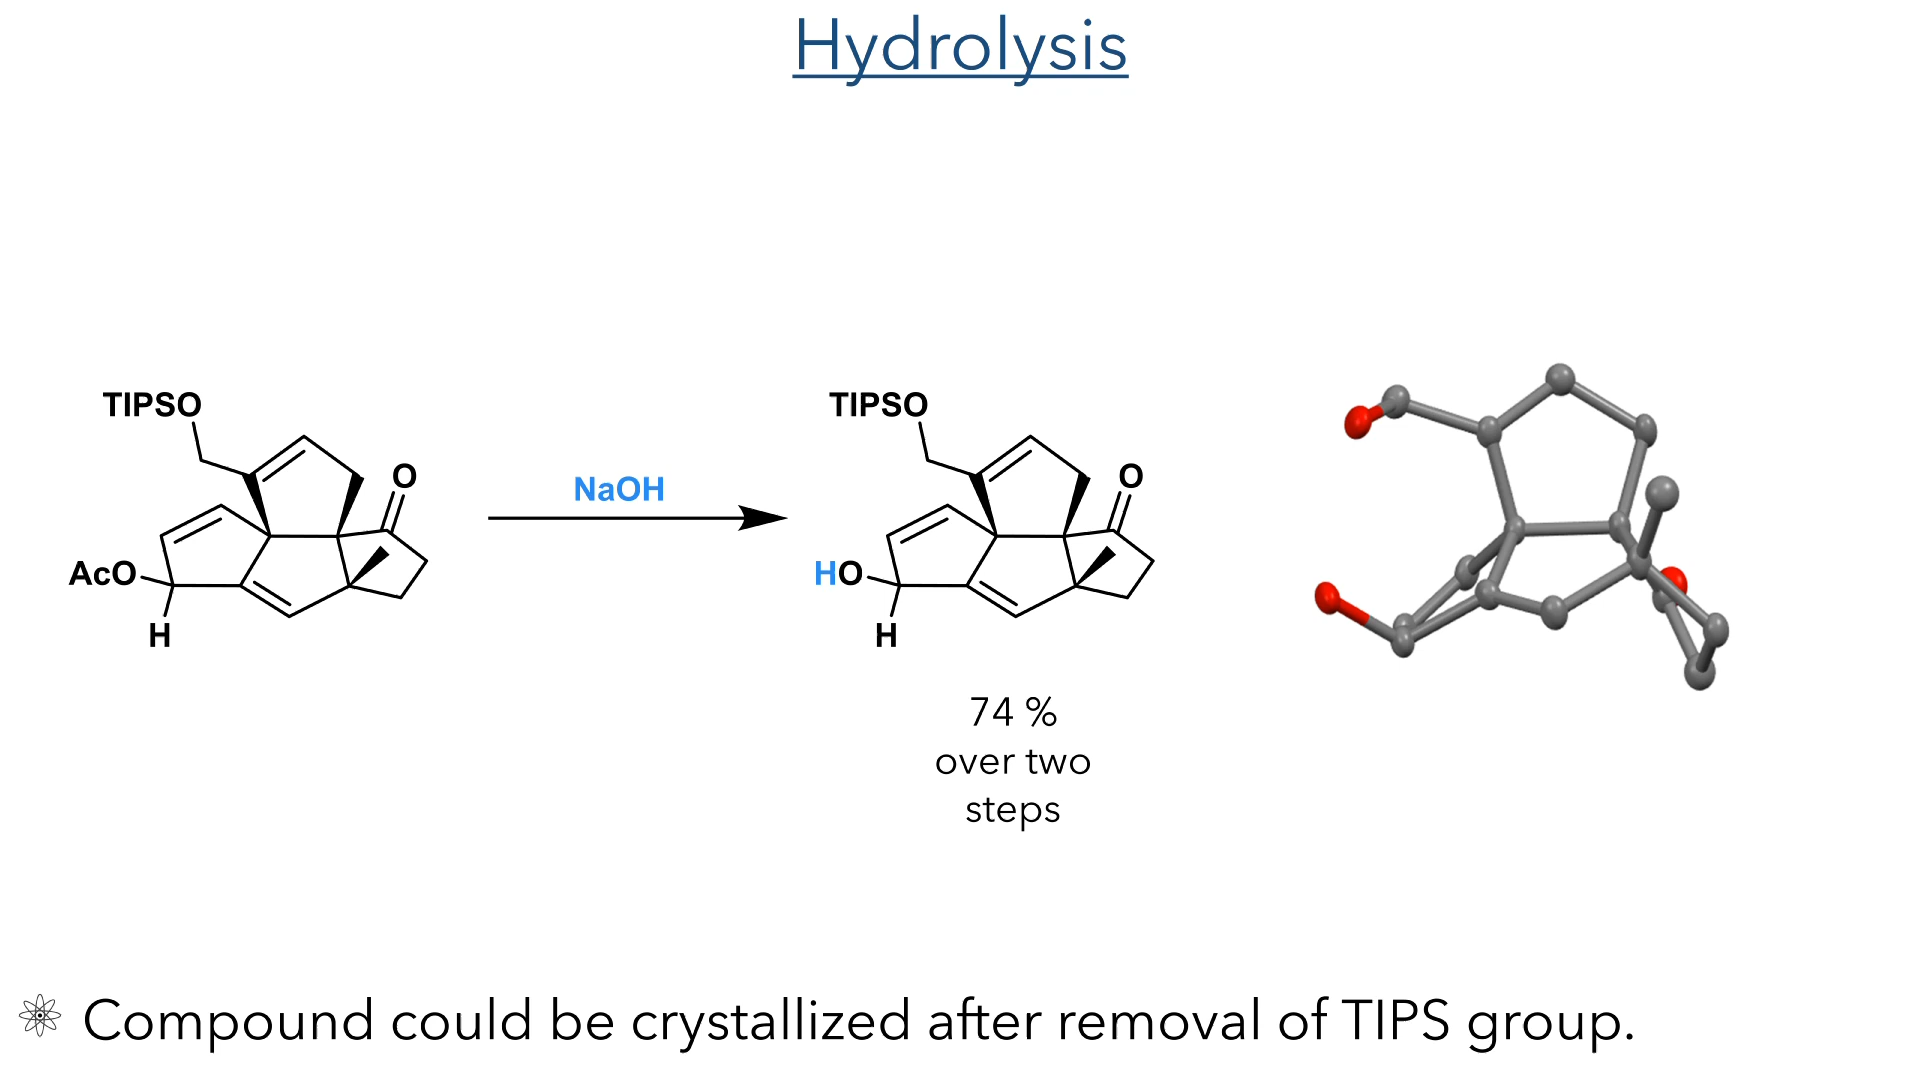 Hydrolysis
TIPSO
O
AcO
H
NaOH
TIPSO
O
HO
H
74 %
over two
steps
Compound could be crystallized after removal of TIPS group.